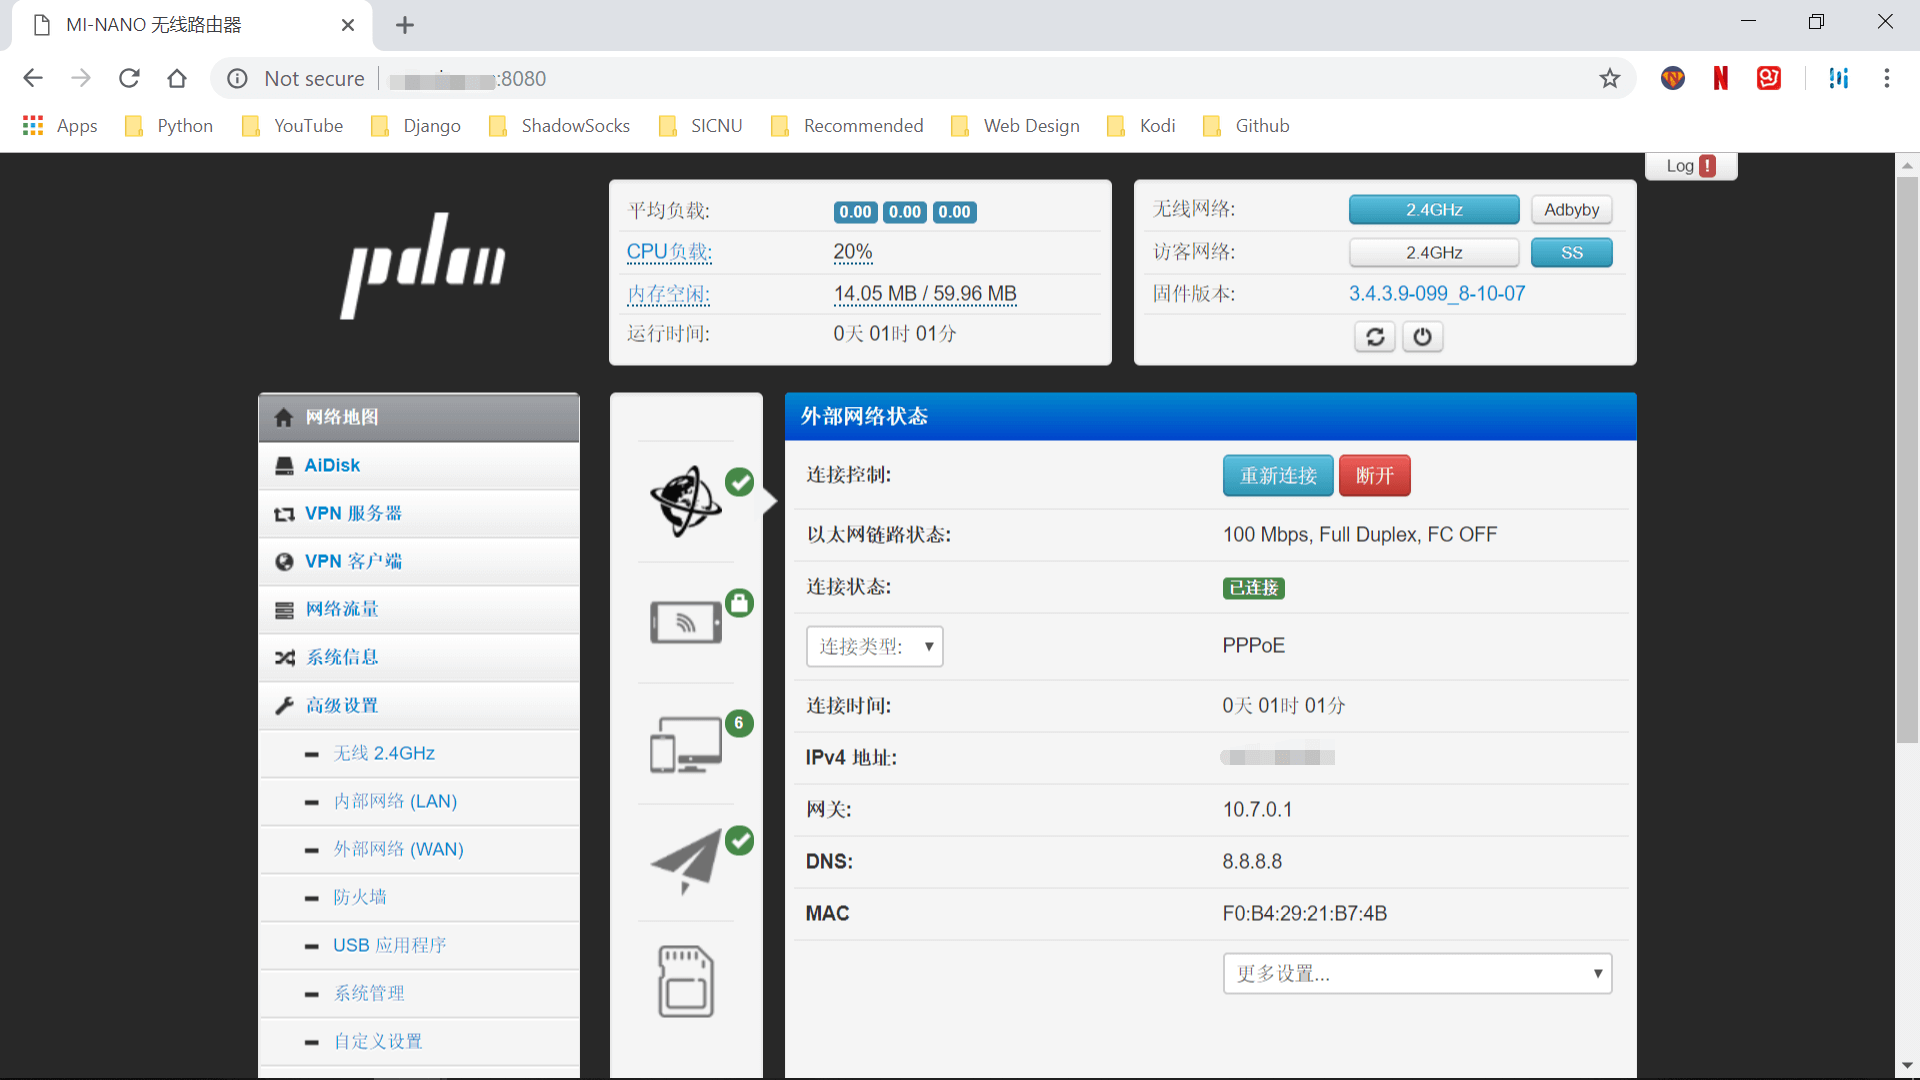 MI-NANO 无线路由器
Not secure :8080
Apps Python YouTube Django ShadowSocks SICNU Recommended Web Design Kodi Github
Log !
pdcn
平均负载: 0.00 0.00 0.00
CPU负载: 20%
内存空闲: 14.05 MB / 59.96 MB
运行时间: 0天 01时 01分
无线网络: 2.4GHz Adbyby
访客网络: 2.4GHz SS
固件版本: 3.4.3.9-099_8-10-07
网络地图
AiDisk
VPN 服务器
VPN 客户端
网络流量
系统信息
高级设置
无线 2.4GHz
内部网络 (LAN)
外部网络 (WAN)
防火墙
USB 应用程序
系统管理
自定义设置
6
外部网络状态
连接控制: 重新连接 断开
以太网链路状态: 100 Mbps, Full Duplex, FC OFF
连接状态: 已连接
连接类型: PPPoE
连接时间: 0天 01时 01分
IPv4 地址:
网关: 10.7.0.1
DNS: 8.8.8.8
MAC F0:B4:29:21:B7:4B
更多设置...